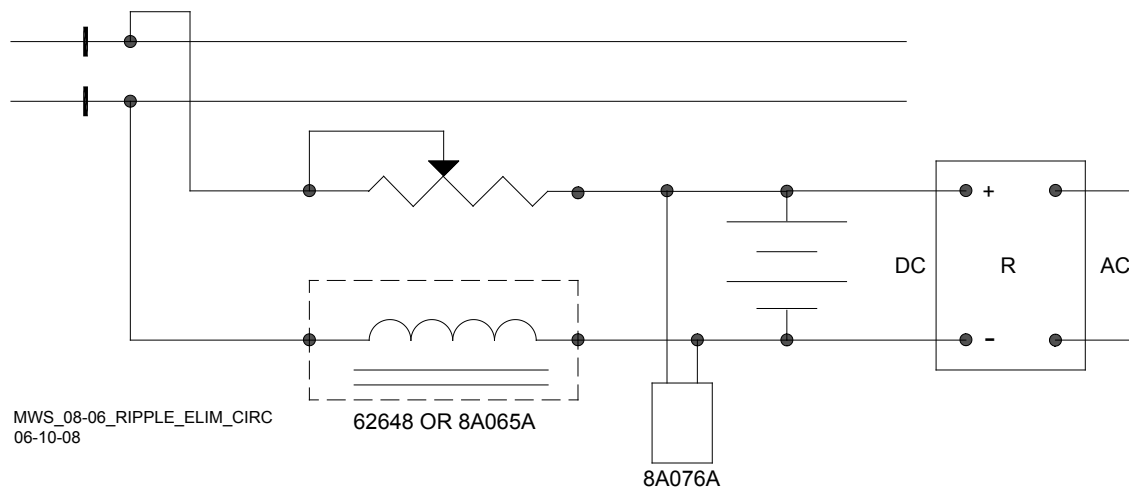 +
DC
R
AC
-
MWS_08-06_RIPPLE_ELIM_CIRC
06-10-08
62648 OR 8A065A
8A076A